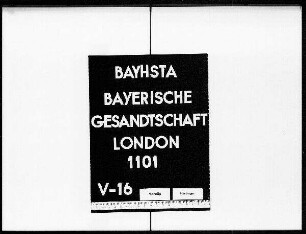 BAYHSTA
BAYERISCHE
GESANDTSCHAFT
LONDON
1101
V-16